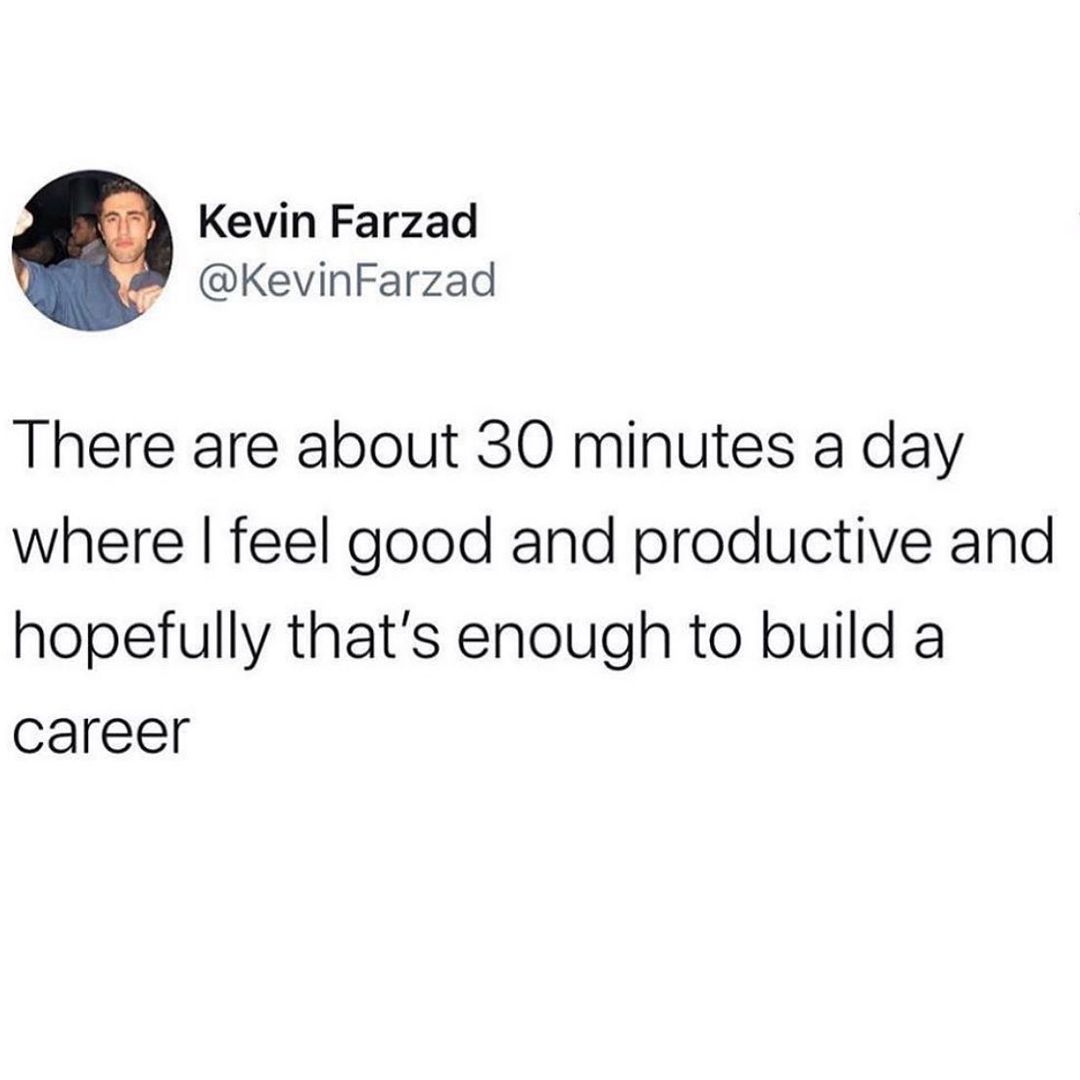 Kevin Farzad
@KevinFarzad
There are about 30 minutes a day
where I feel good and productive and
hopefully that's enough to build a
career